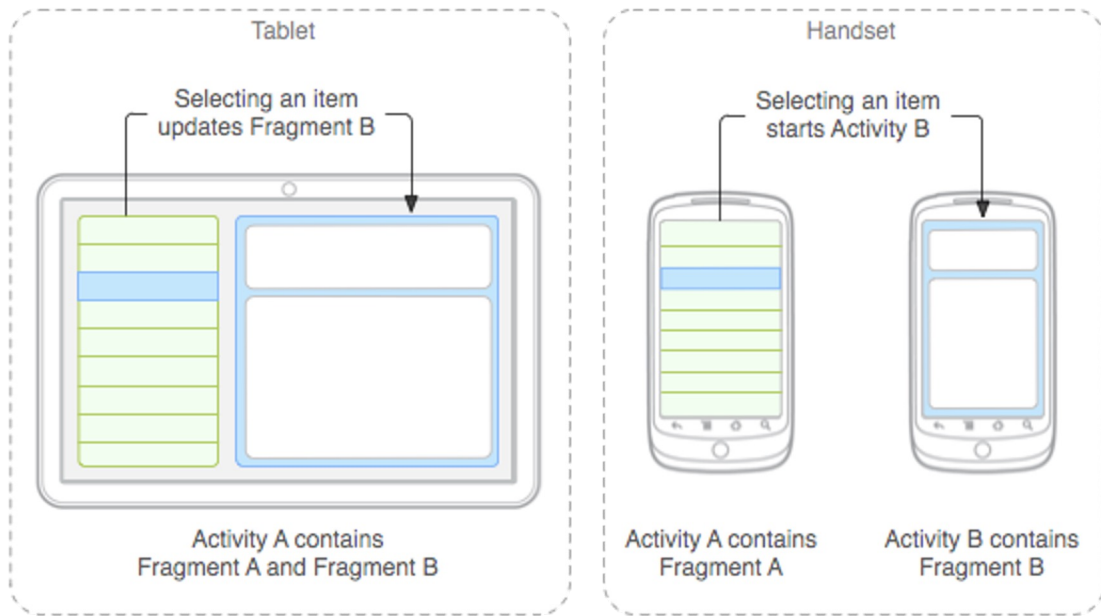 Tablet
Selecting an item
updates Fragment B
Activity A contains
Fragment A and Fragment B
Handset
Selecting an item
starts Activity B
Activity A contains
Fragment A
Activity B contains
Fragment B